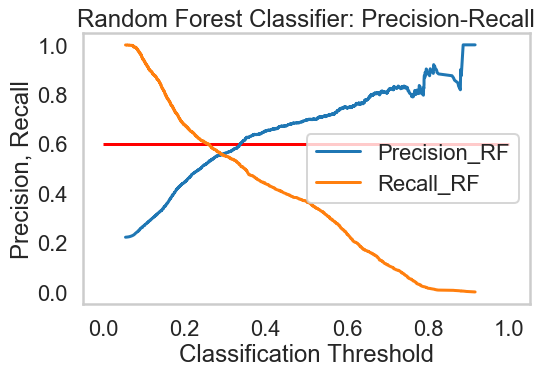 Random Forest Classifier: Precision-Recall
1.0
0.8
0.6
0.4
0.2
0.0
Precision, Recall
Precision_RF
Recall_RF
0.0 0.2 0.4 0.6 0.8 1.0
Classification Threshold